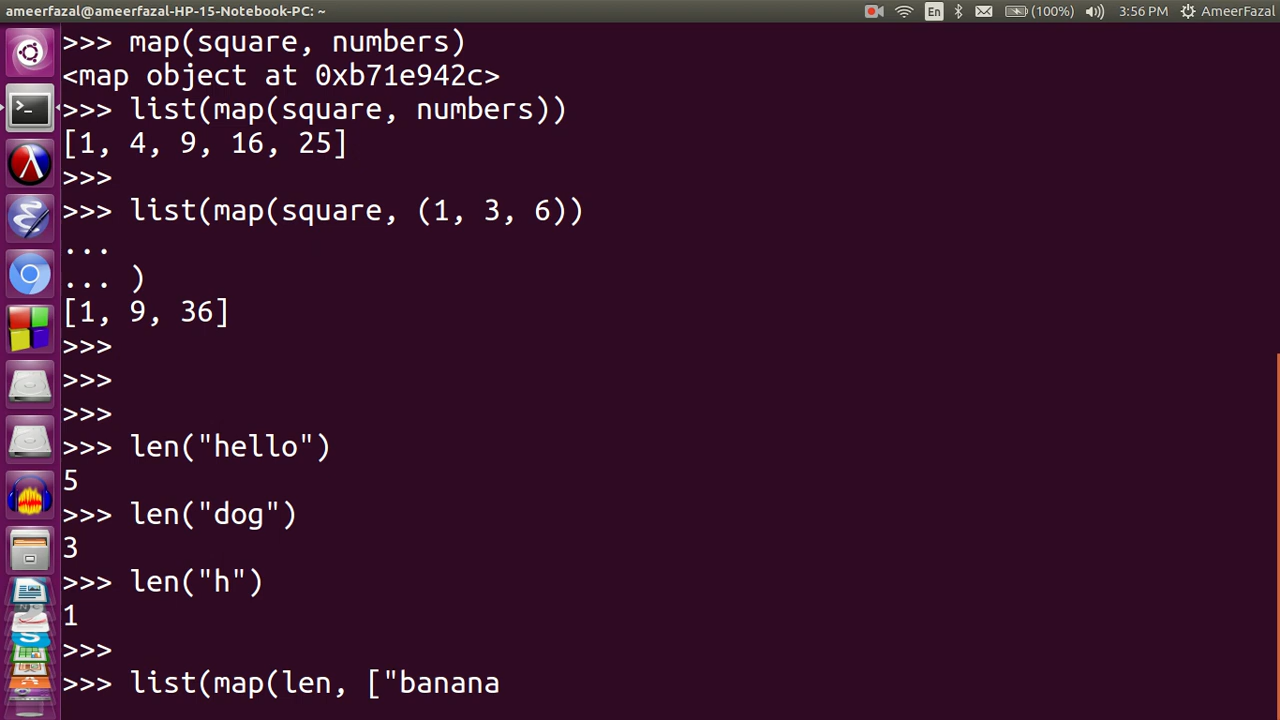 ameerfazal@ameerfazal-HP-15-Notebook-PC: ~
En
(100%)
3:56 PM
AmeerFazal
>>> map(square, numbers)
<map object at 0xb71e942c>
>>> list(map(square, numbers))
[1, 4, 9, 16, 25]
>>>
>>> list(map(square, (1, 3, 6))
...
... )
[1, 9, 36]
>>>
>>>
>>>
>>> len("hello")
5
>>> len("dog")
3
>>> len("h")
1
>>>
>>> list(map(len, ["banana